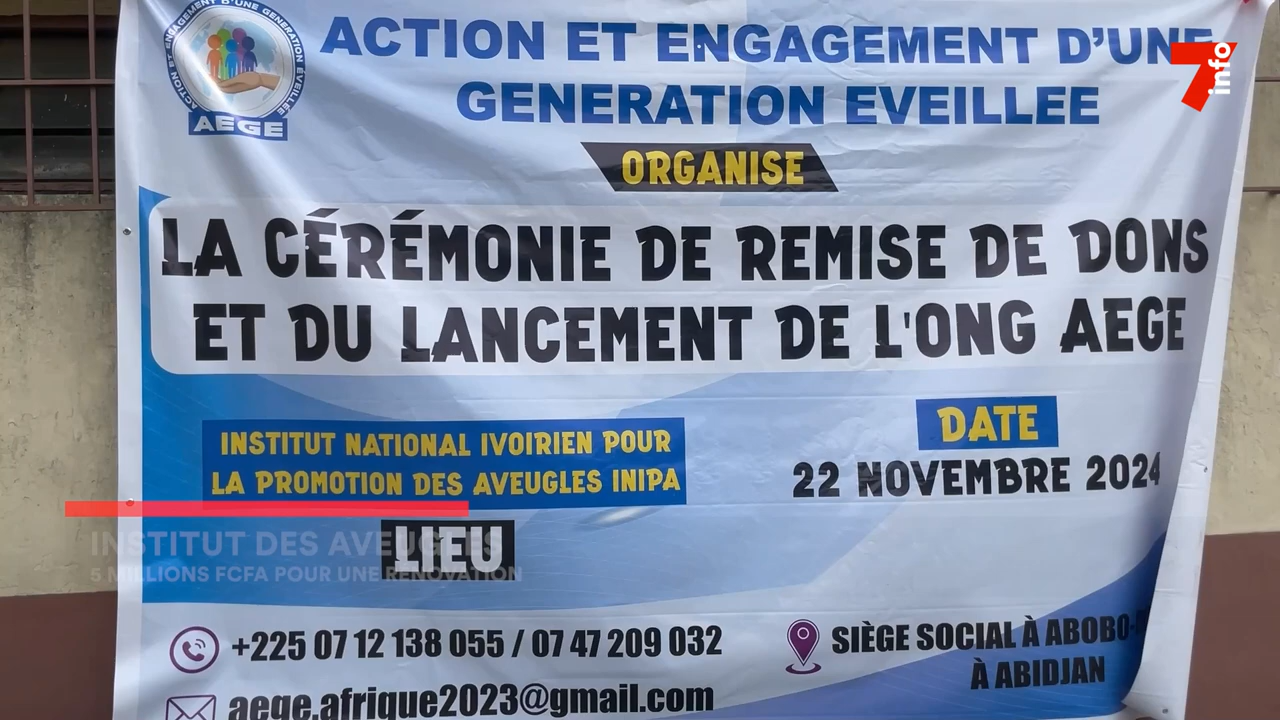 ACTION ET ENGAGEMENT D'UNE GENERATION ÉVEILLÉE
AEGE
ACTION ET ENGAGEMENT D'UNE
GENERATION EVEILLEE
7info
ORGANISE
LA CÉRÉMONIE DE REMISE DE DONS
ET DU LANCEMENT DE L'ONG AEGE
INSTITUT NATIONAL IVOIRIEN POUR
LA PROMOTION DES AVEUGLES INIPA
DATE
22 NOVEMBRE 2024
LIEU
INSTITUT DES AVEUGLES
5 MILLIONS FCFA POUR UNE RENOVATION
+225 07 12 138 055 / 07 47 209 032
SIÈGE SOCIAL À ABOBO-
À ABIDJAN
aege.afrique2023@gmail.com